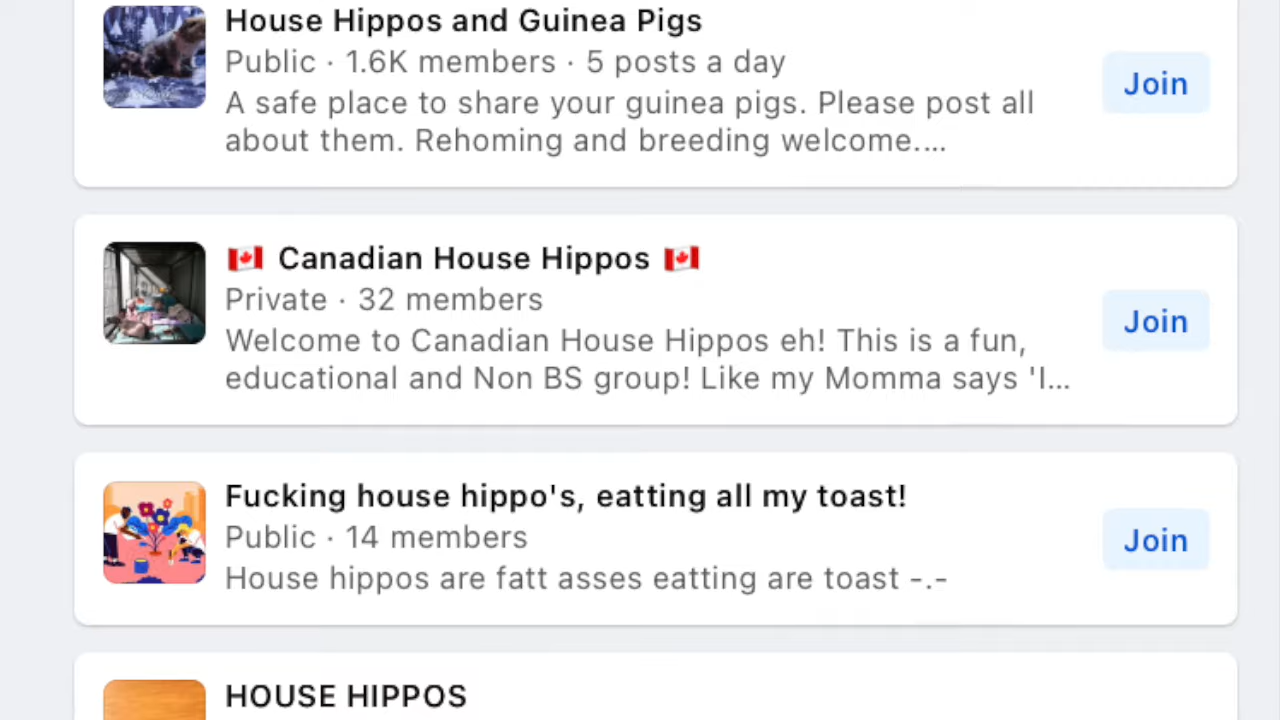 House Hippos and Guinea Pigs
Public · 1.6K members · 5 posts a day
A safe place to share your guinea pigs. Please post all
about them. Rehoming and breeding welcome....
Join
🇨🇦 Canadian House Hippos 🇨🇦
Private · 32 members
Welcome to Canadian House Hippos eh! This is a fun,
educational and Non BS group! Like my Momma says 'I...
Join
Fucking house hippo's, eatting all my toast!
Public · 14 members
House hippos are fatt asses eatting are toast -.-
Join
HOUSE HIPPOS